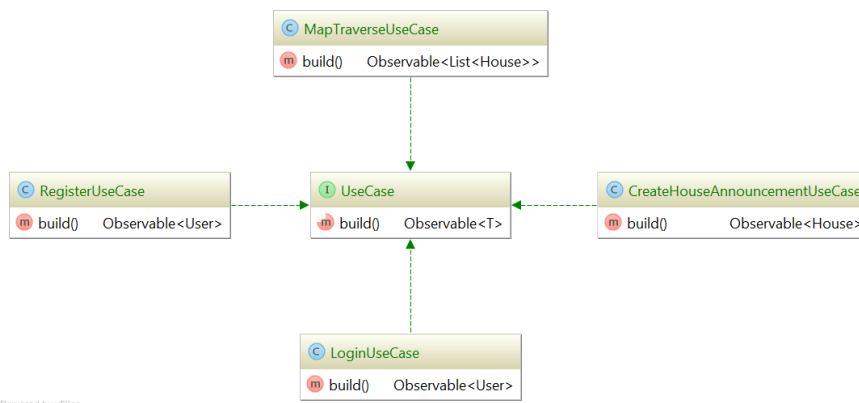 C MapTraverseUseCase
m build() Observable<List<House>>
C RegisterUseCase
m build() Observable<User>
I UseCase
m build() Observable<T>
C CreateHouseAnnouncementUseCase
m build() Observable<House>
C LoginUseCase
m build() Observable<User>